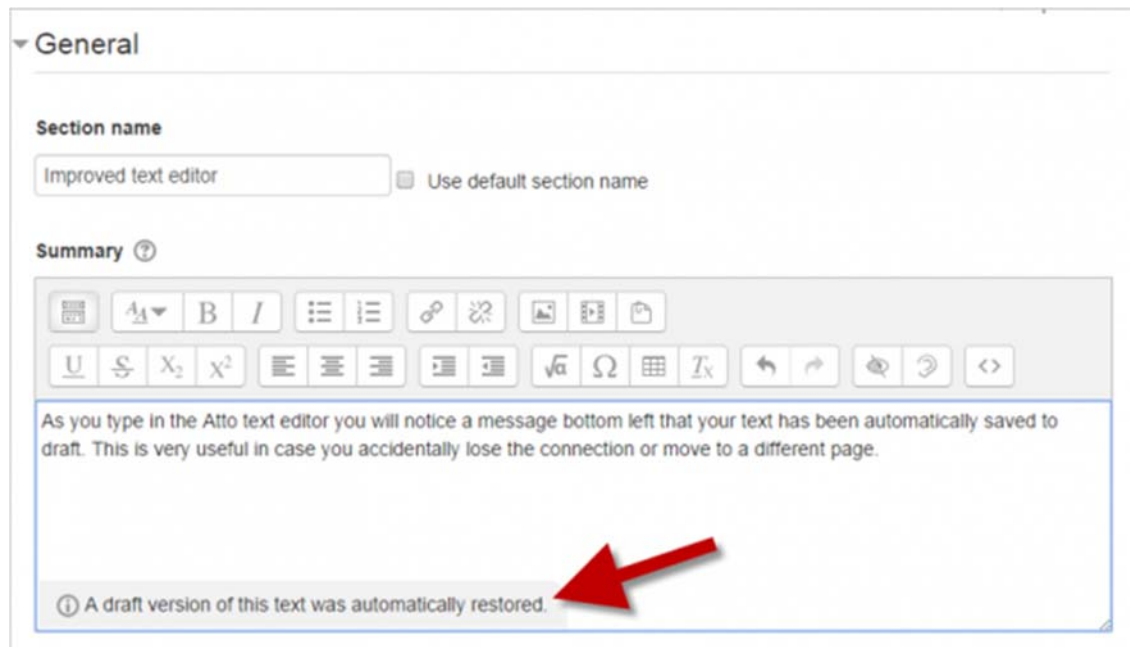 General
Section name
Improved text editor
Use default section name
Summary
As you type in the Atto text editor you will notice a message bottom left that your text has been automatically saved to
draft. This is very useful in case you accidentally lose the connection or move to a different page.
A draft version of this text was automatically restored.